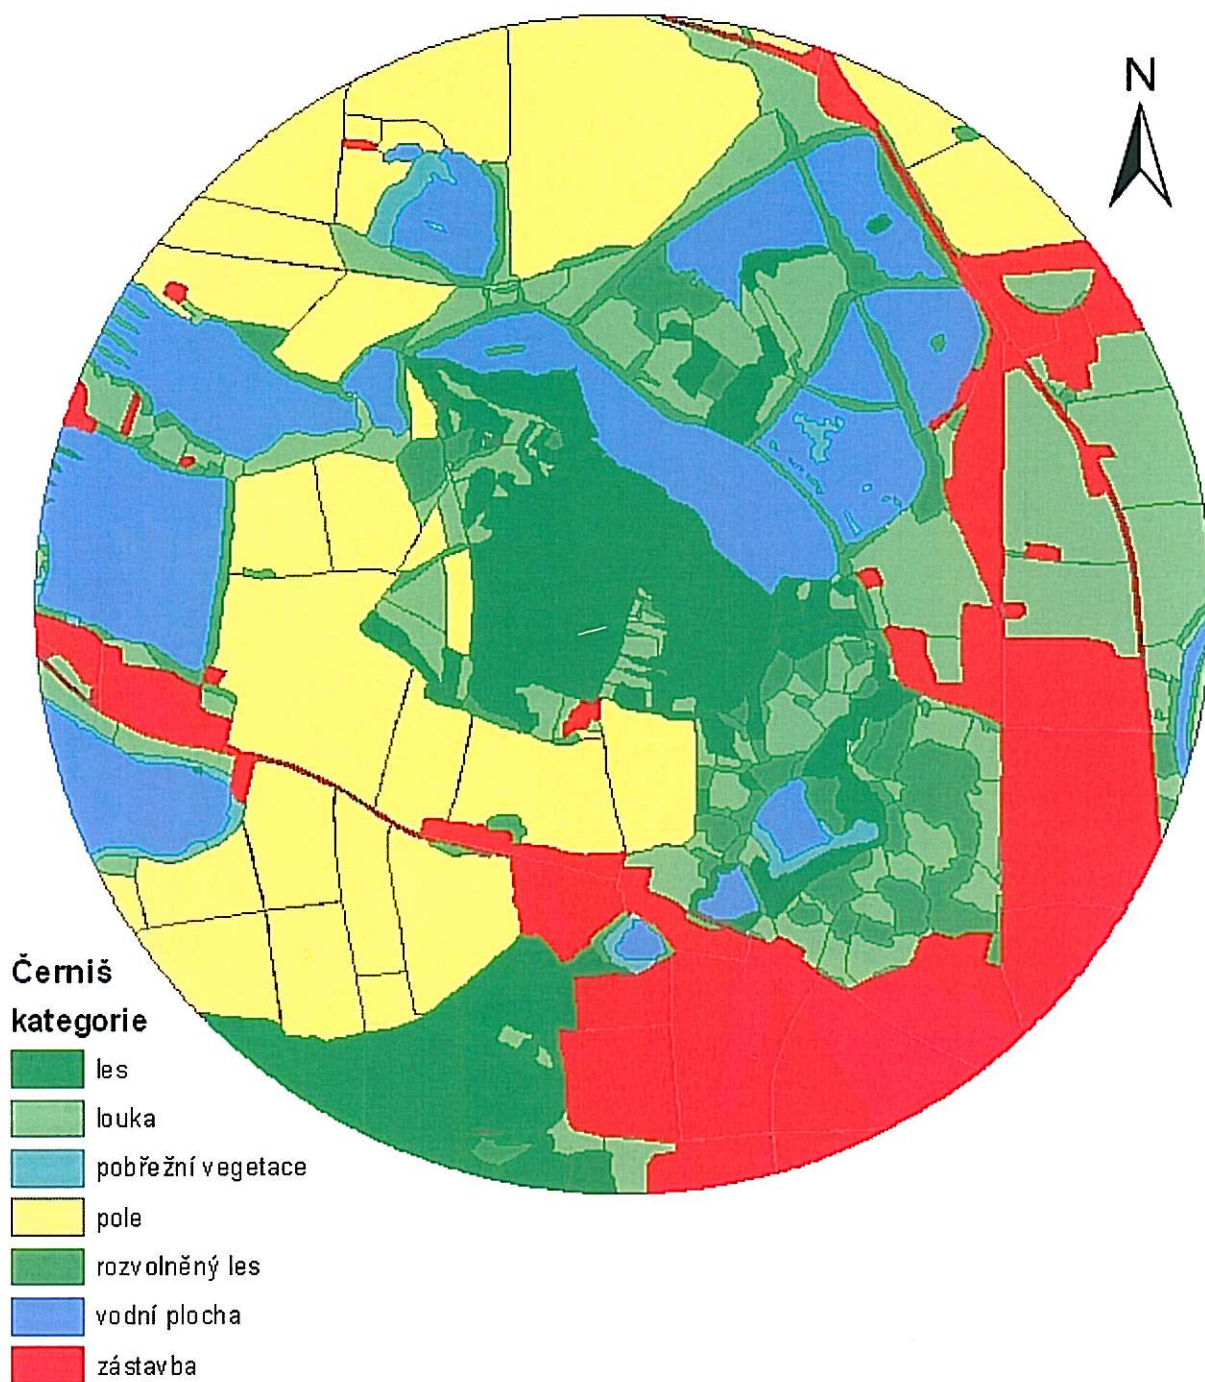 N
Černiš
kategorie
les
louka
pobřežní vegetace
pole
rozvolněný les
vodní plocha
zástavba